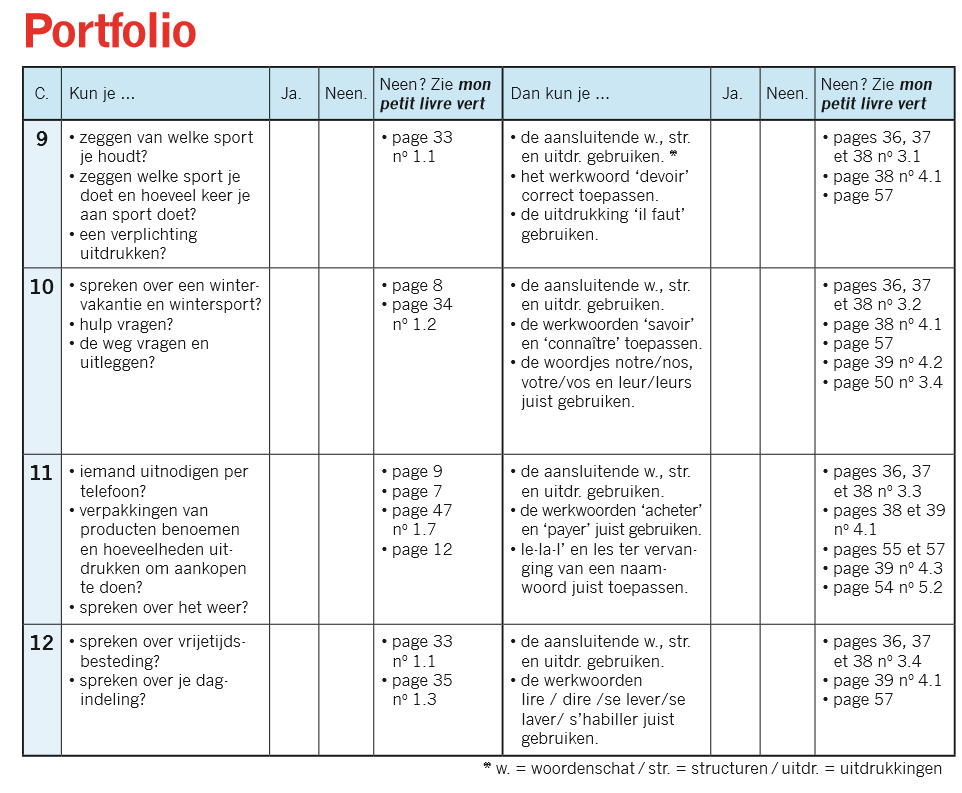 Portfolio
C.
Kun je ...
Ja.
Neen.
Neen? Zie mon
petit livre vert
Dan kun je ...
Ja.
Neen.
Neen? Zie mon
petit livre vert
9
• zeggen van welke sport
je houdt?
• zeggen welke sport je
doet en hoeveel keer je
aan sport doet?
• een verplichting
uitdrukken?
• page 33
nº 1.1
• de aansluitende w., str.
en uitdr. gebruiken. *
• het werkwoord ‘devoir’
correct toepassen.
• de uitdrukking ‘il faut’
gebruiken.
• pages 36, 37
et 38 nº 3.1
• page 38 nº 4.1
• page 57
10
• spreken over een winter-
vakantie en wintersport?
• hulp vragen?
• de weg vragen en
uitleggen?
• page 8
• page 34
nº 1.2
• de aansluitende w., str.
en uitdr. gebruiken.
• de werkwoorden ‘savoir’
en ‘connaître’ toepassen.
• de woordjes notre/nos,
votre/vos en leur/leurs
juist gebruiken.
• pages 36, 37
et 38 nº 3.2
• page 38 nº 4.1
• page 57
• page 39 nº 4.2
• page 50 nº 3.4
11
• iemand uitnodigen per
telefoon?
• verpakkingen van
producten benoemen
en hoeveelheden uit-
drukken om aankopen
te doen?
• spreken over het weer?
• page 9
• page 7
• page 47
nº 1.7
• page 12
• de aansluitende w., str.
en uitdr. gebruiken.
• de werkwoorden ‘acheter’
en ‘payer’ juist gebruiken.
• le-la-l’ en les ter vervan-
ging van een naam-
woord juist toepassen.
• pages 36, 37
et 38 nº 3.3
• pages 38 et 39
nº 4.1
• pages 55 et 57
• page 39 nº 4.3
• page 54 nº 5.2
12
• spreken over vrijetijds-
besteding?
• spreken over je dag-
indeling?
• page 33
nº 1.1
• page 35
nº 1.3
• de aansluitende w., str.
en uitdr. gebruiken.
• de werkwoorden
lire / dire /se lever/se
laver/ s’habiller juist
gebruiken.
• pages 36, 37
et 38 nº 3.4
• page 39 nº 4.1
• page 57
* w. = woordenschat / str. = structuren / uitdr. = uitdrukkingen